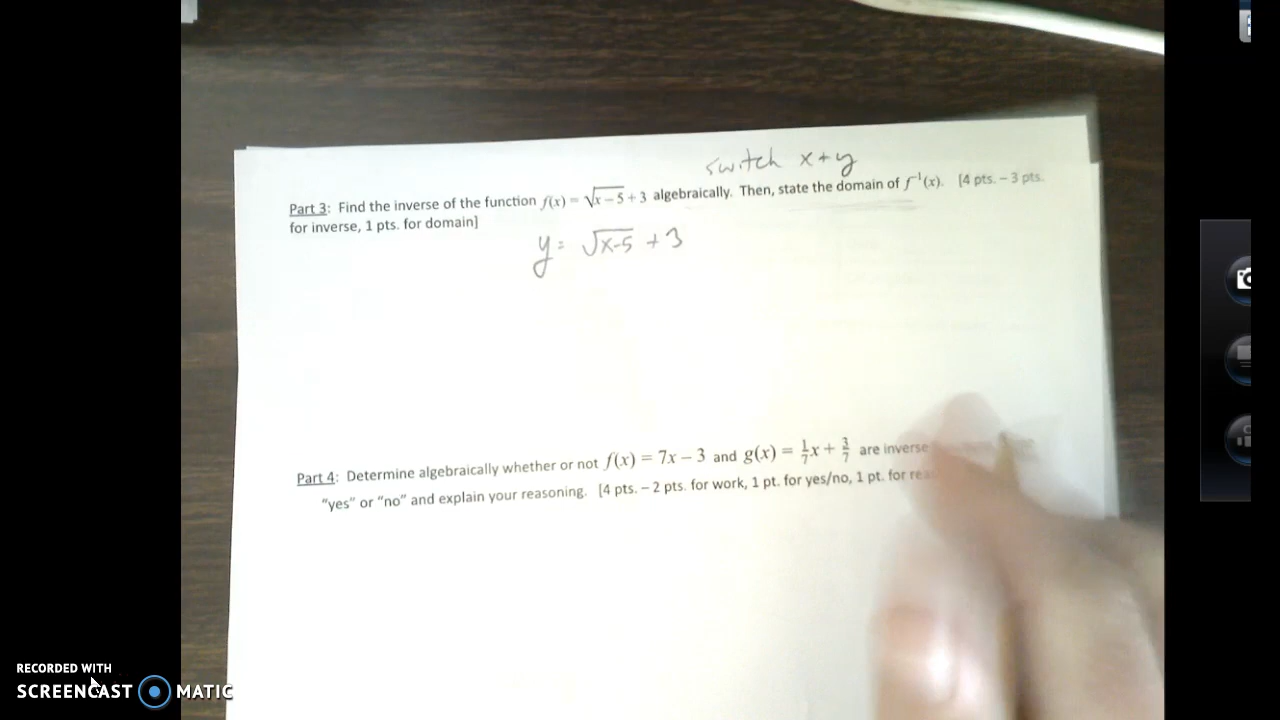 switch x + y
Part 3: Find the inverse of the function f(x) = √x – 5 + 3 algebraically. Then, state the domain of f⁻¹(x). [4 pts. – 3 pts.
for inverse, 1 pts. for domain]
y = √x-5 + 3
Part 4: Determine algebraically whether or not f(x) = 7x – 3 and g(x) = 1/7x + 3/7 are inverse
"yes" or "no" and explain your reasoning. [4 pts. – 2 pts. for work, 1 pt. for yes/no, 1 pt. for
RECORDED WITH
SCREENCAST MATIC